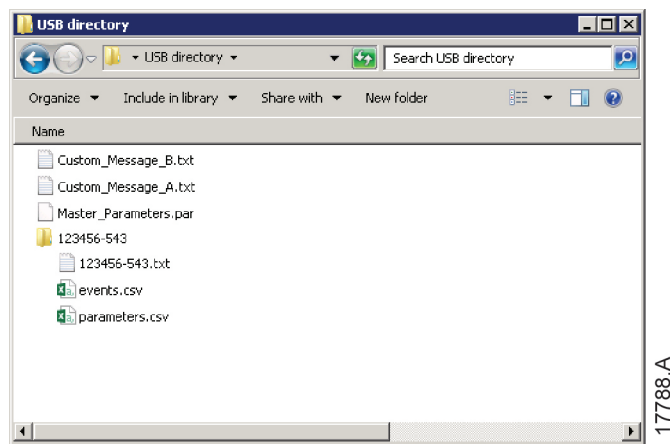 USB directory
USB directory
Search USB directory
Organize Include in library Share with New folder
Name
Custom_Message_B.txt
Custom_Message_A.txt
Master_Parameters.par
123456-543
123456-543.txt
events.csv
parameters.csv
17788.A